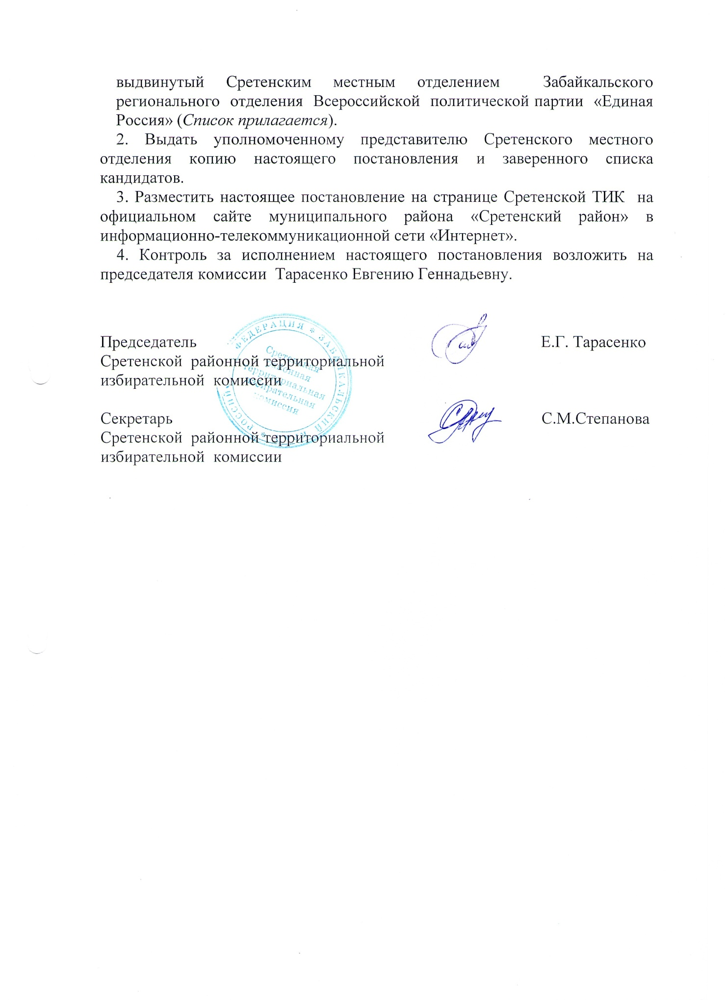 выдвинутый Сретенским местным отделением Забайкальского
регионального отделения Всероссийской политической партии «Единая
Россия» (Список прилагается).
2. Выдать уполномоченному представителю Сретенского местного
отделения копию настоящего постановления и заверенного списка
кандидатов.
3. Разместить настоящее постановление на странице Сретенской ТИК на
официальном сайте муниципального района «Сретенский район» в
информационно-телекоммуникационной сети «Интернет».
4. Контроль за исполнением настоящего постановления возложить на
председателя комиссии Тарасенко Евгению Геннадьевну.
Председатель Е.Г. Тарасенко
Сретенской районной территориальной
избирательной комиссии
Секретарь С.М.Степанова
Сретенской районной территориальной
избирательной комиссии
РОССИЙ ФЕДЕРАЦИЯ * ЗАБАЙКАЛЬСКИЙ КРАЙ *
Сретенская
районная
территориальная
избирательная
комиссия